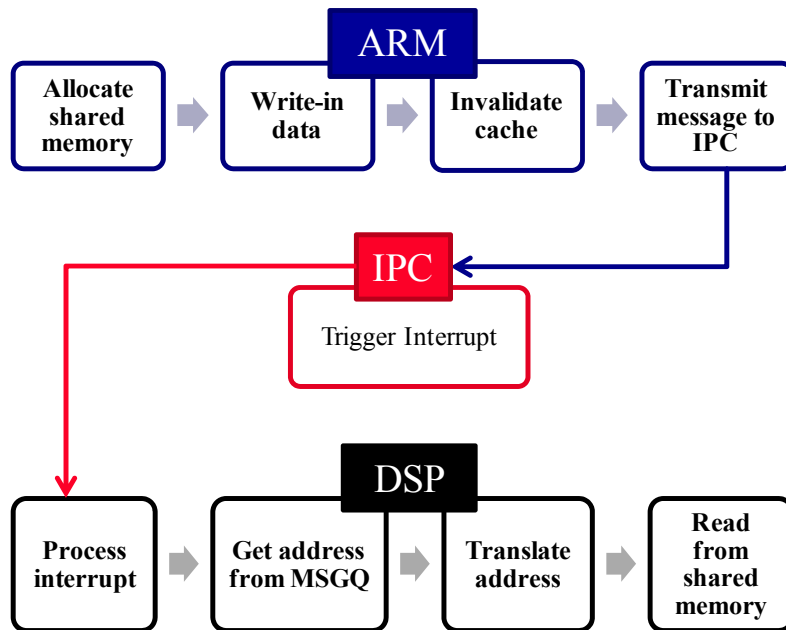 ARM
Allocate
shared
memory
Write-in
data
Invalidate
cache
Transmit
message to
IPC
IPC
Trigger Interrupt
DSP
Process
interrupt
Get address
from MSGQ
Translate
address
Read
from
shared
memory